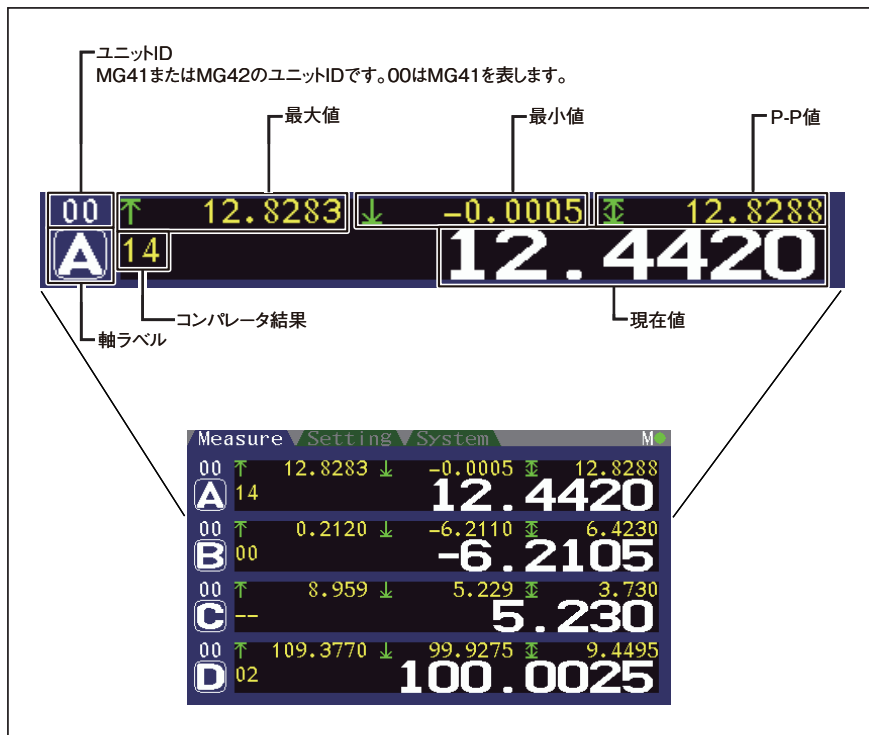 ユニットID
MG41またはMG42のユニットIDです。00はMG41を表します。
最大値
最小値
P-P値
00 12.8283 -0.0005 12.8288
A 14 12.4420
軸ラベル
コンパレータ結果
現在値
Measure Setting System M
00 12.8283 -0.0005 12.8288
A 14 12.4420
00 0.2120 -6.2110 6.4230
B 00 -6.2105
00 8.959 5.229 3.730
C -- 5.230
00 109.3770 99.9275 9.4495
D 02 100.0025